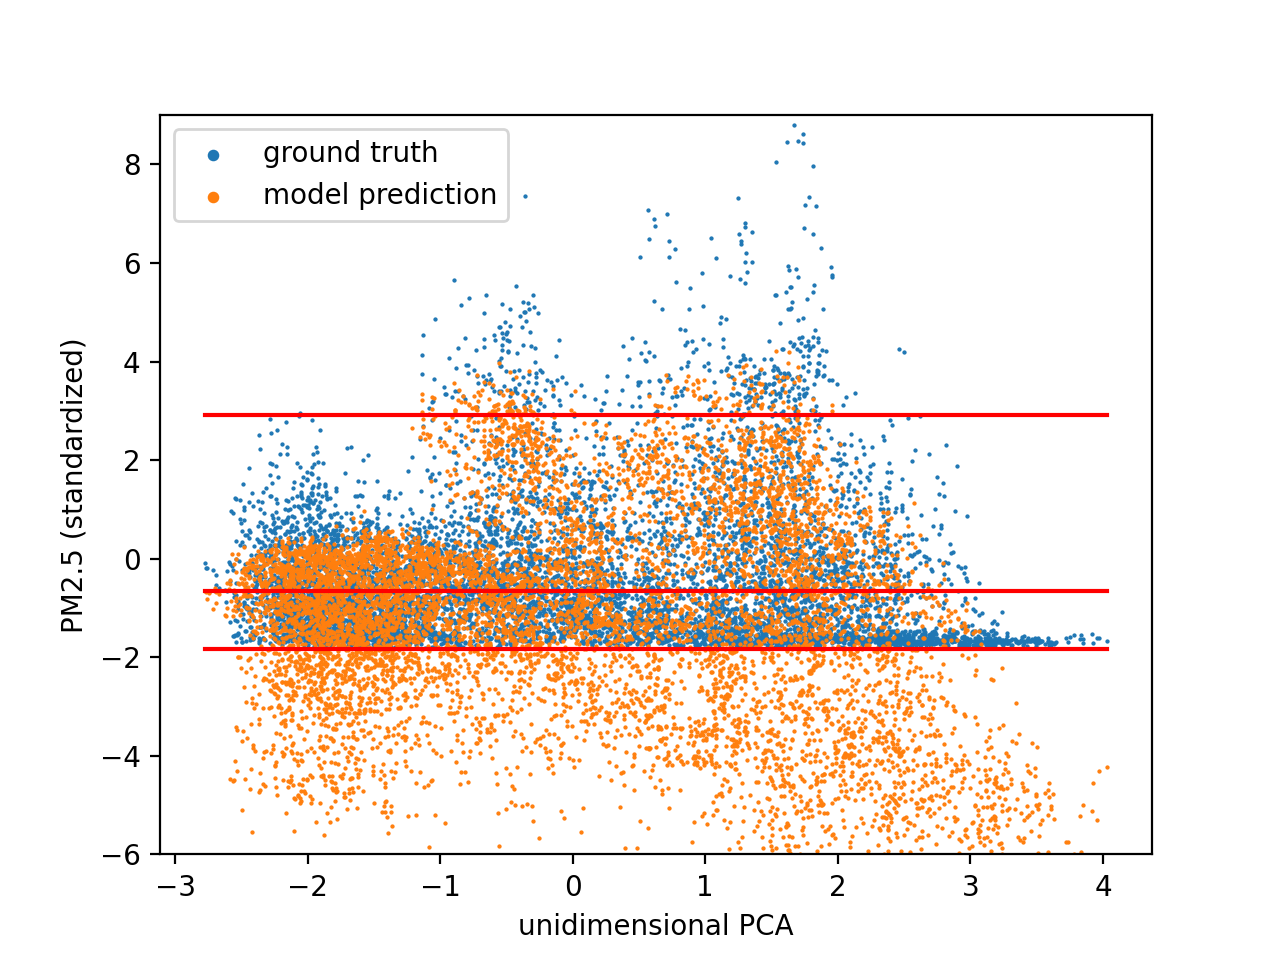 ground truth
model prediction
8
6
4
2
0
−2
−4
−6
PM2.5 (standardized)
−3 −2 −1 0 1 2 3 4
unidimensional PCA